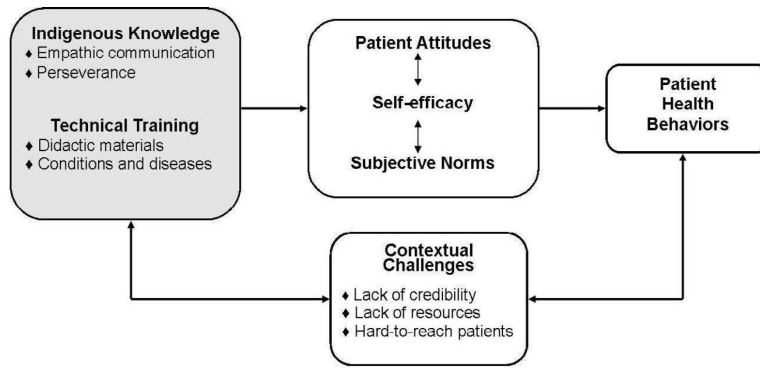 Indigenous Knowledge
♦ Empathic communication
♦ Perseverance
Technical Training
♦ Didactic materials
♦ Conditions and diseases
Patient Attitudes
Self-efficacy
Subjective Norms
Patient
Health
Behaviors
Contextual
Challenges
♦ Lack of credibility
♦ Lack of resources
♦ Hard-to-reach patients